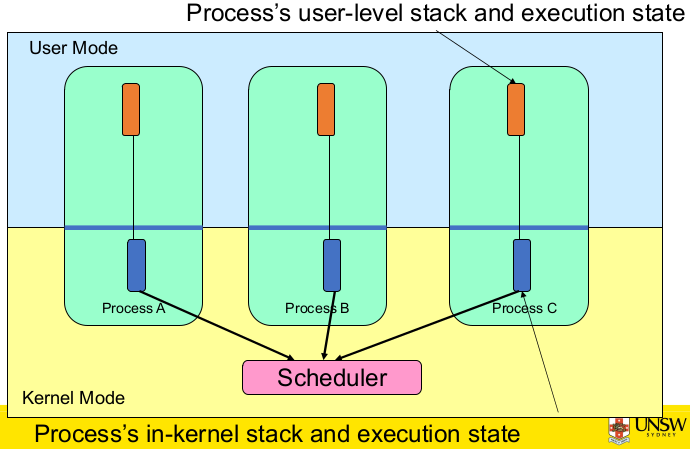 Process's user-level stack and execution state
User Mode
Process A
Process B
Process C
Scheduler
Kernel Mode
Process's in-kernel stack and execution state
UNSW
SYDNEY